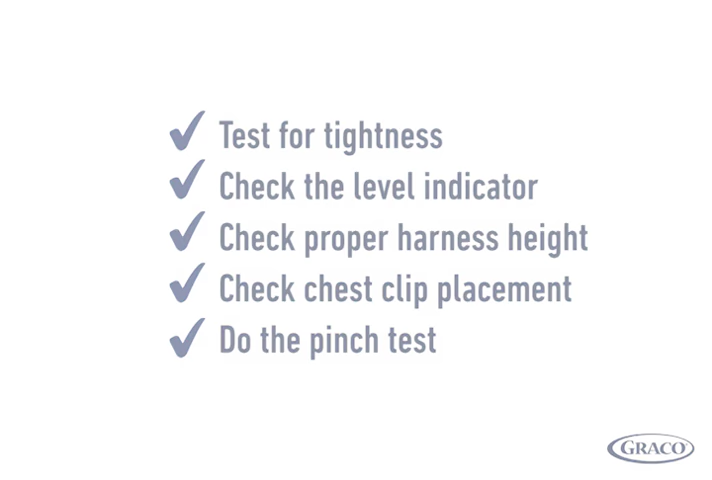 Test for tightness
Check the level indicator
Check proper harness height
Check chest clip placement
Do the pinch test
GRACO